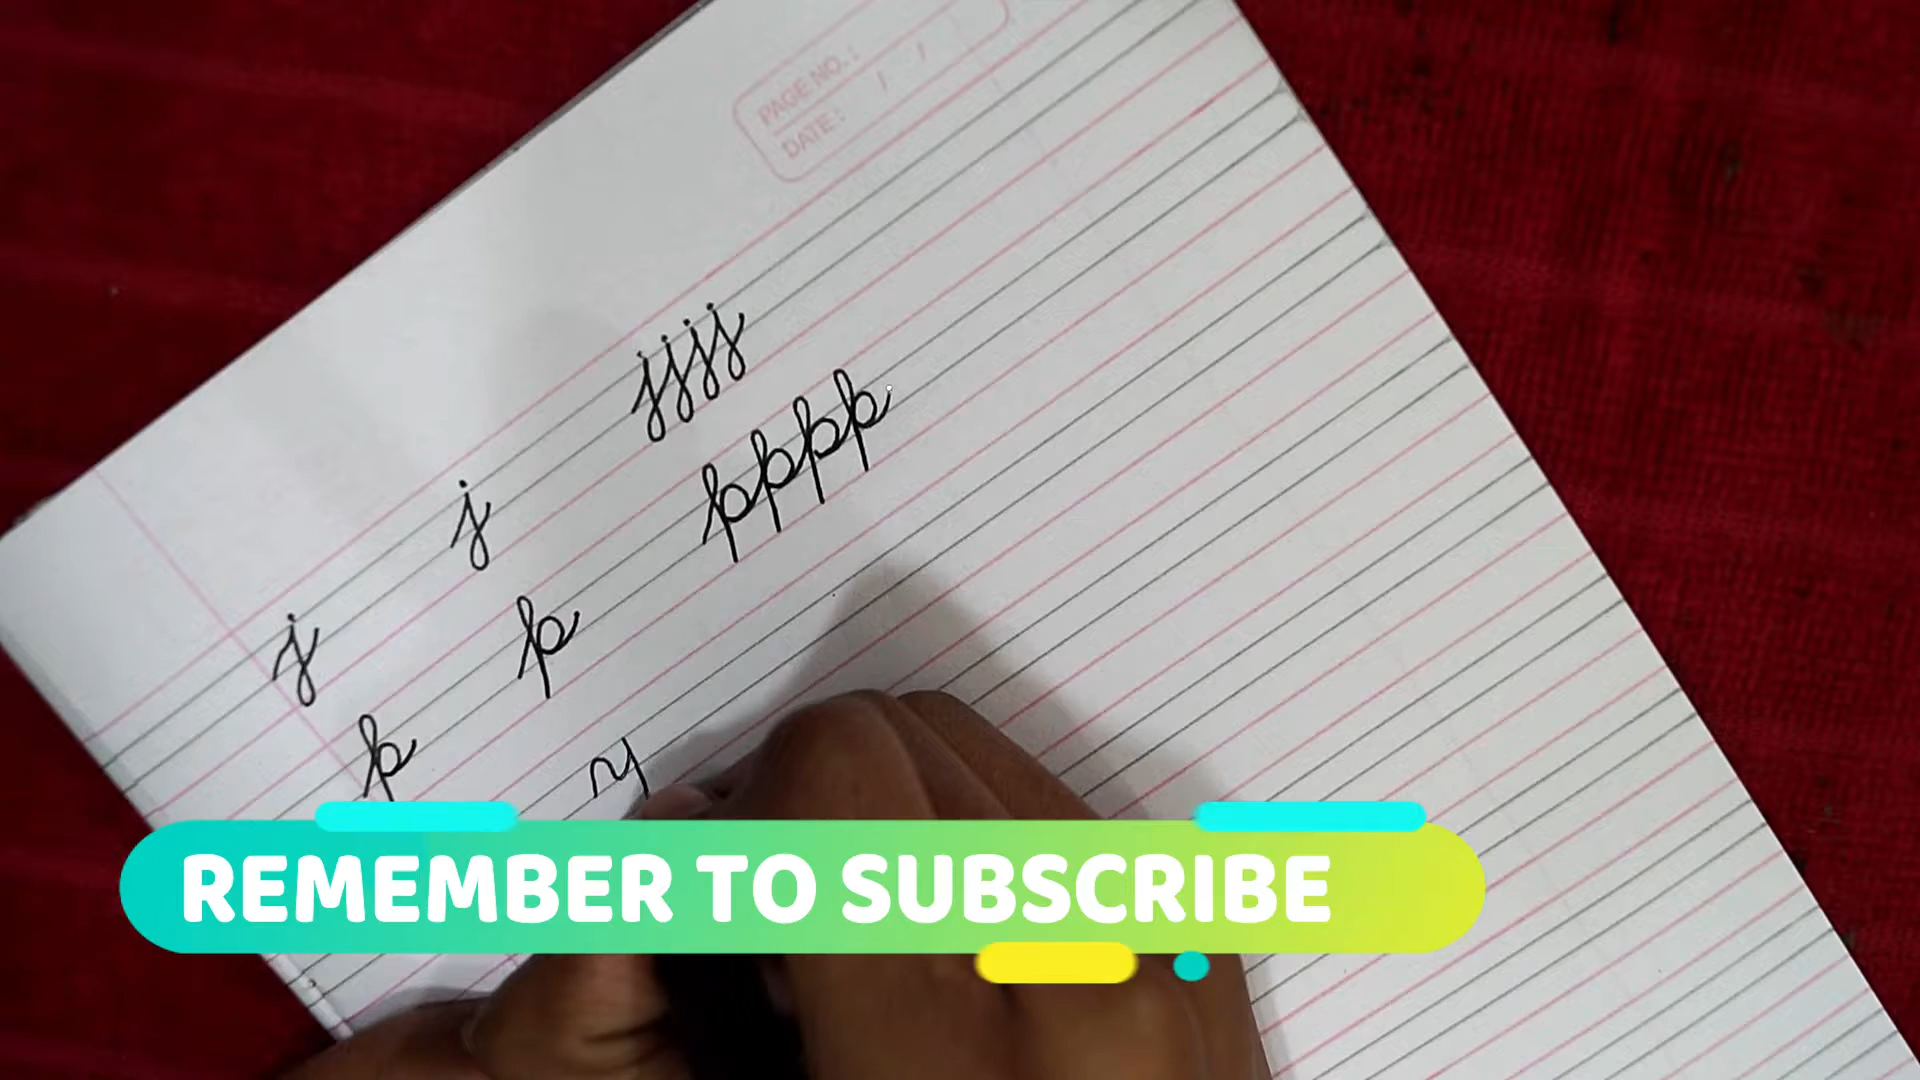 PAGE NO.:
DATE: / /
j j jjjj
p p pppp
y
REMEMBER TO SUBSCRIBE